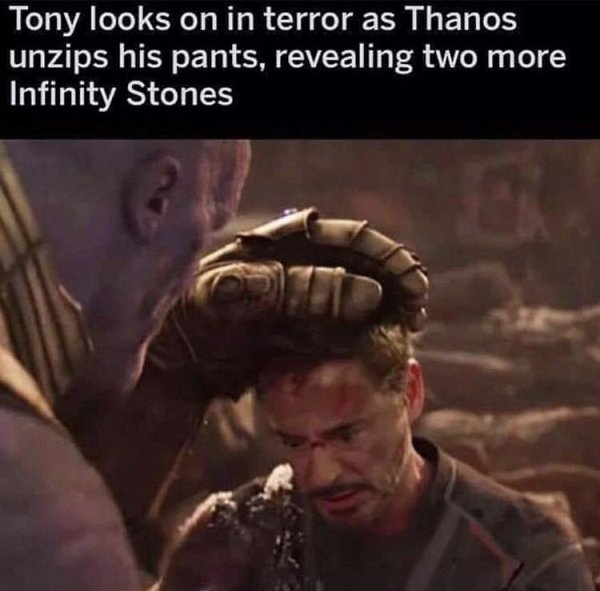 Tony looks on in terror as Thanos
unzips his pants, revealing two more
Infinity Stones